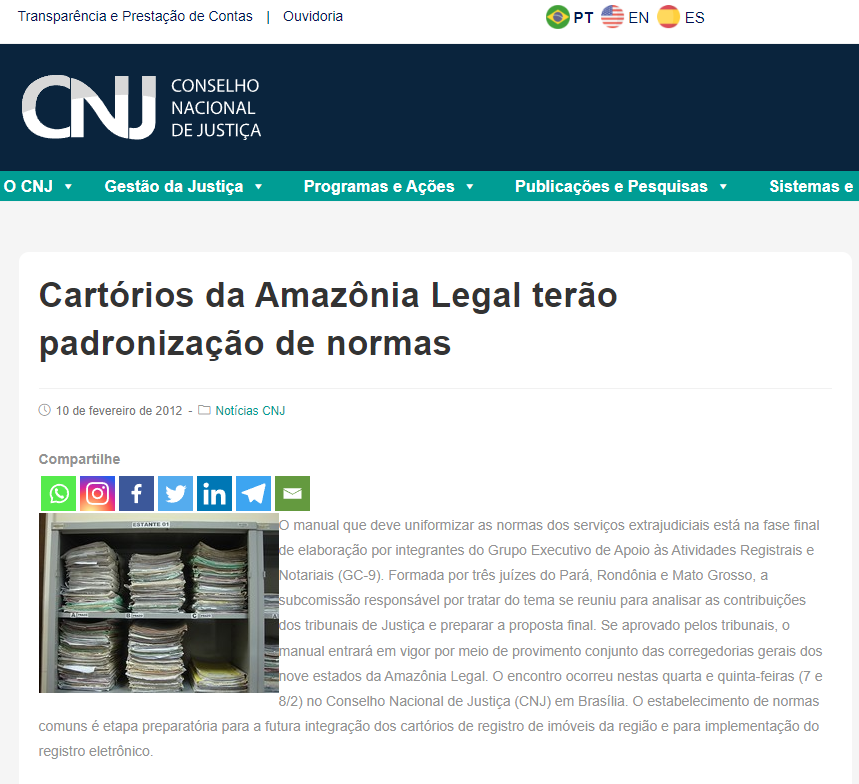 Transparência e Prestação de Contas | Ouvidoria
PT EN ES
CNJ CONSELHO
NACIONAL
DE JUSTIÇA
O CNJ Gestão da Justiça Programas e Ações Publicações e Pesquisas Sistemas e
Cartórios da Amazônia Legal terão
padronização de normas
10 de fevereiro de 2012 - Notícias CNJ
Compartilhe
ESTANTE 01
A
B
C
O manual que deve uniformizar as normas dos serviços extrajudiciais está na fase final
de elaboração por integrantes do Grupo Executivo de Apoio às Atividades Registrais e
Notariais (GC-9). Formada por três juízes do Pará, Rondônia e Mato Grosso, a
subcomissão responsável por tratar do tema se reuniu para analisar as contribuições
dos tribunais de Justiça e preparar a proposta final. Se aprovado pelos tribunais, o
manual entrará em vigor por meio de provimento conjunto das corregedorias gerais dos
nove estados da Amazônia Legal. O encontro ocorreu nestas quarta e quinta-feiras (7 e
8/2) no Conselho Nacional de Justiça (CNJ) em Brasília. O estabelecimento de normas
comuns é etapa preparatória para a futura integração dos cartórios de registro de imóveis da região e para implementação do
registro eletrônico.